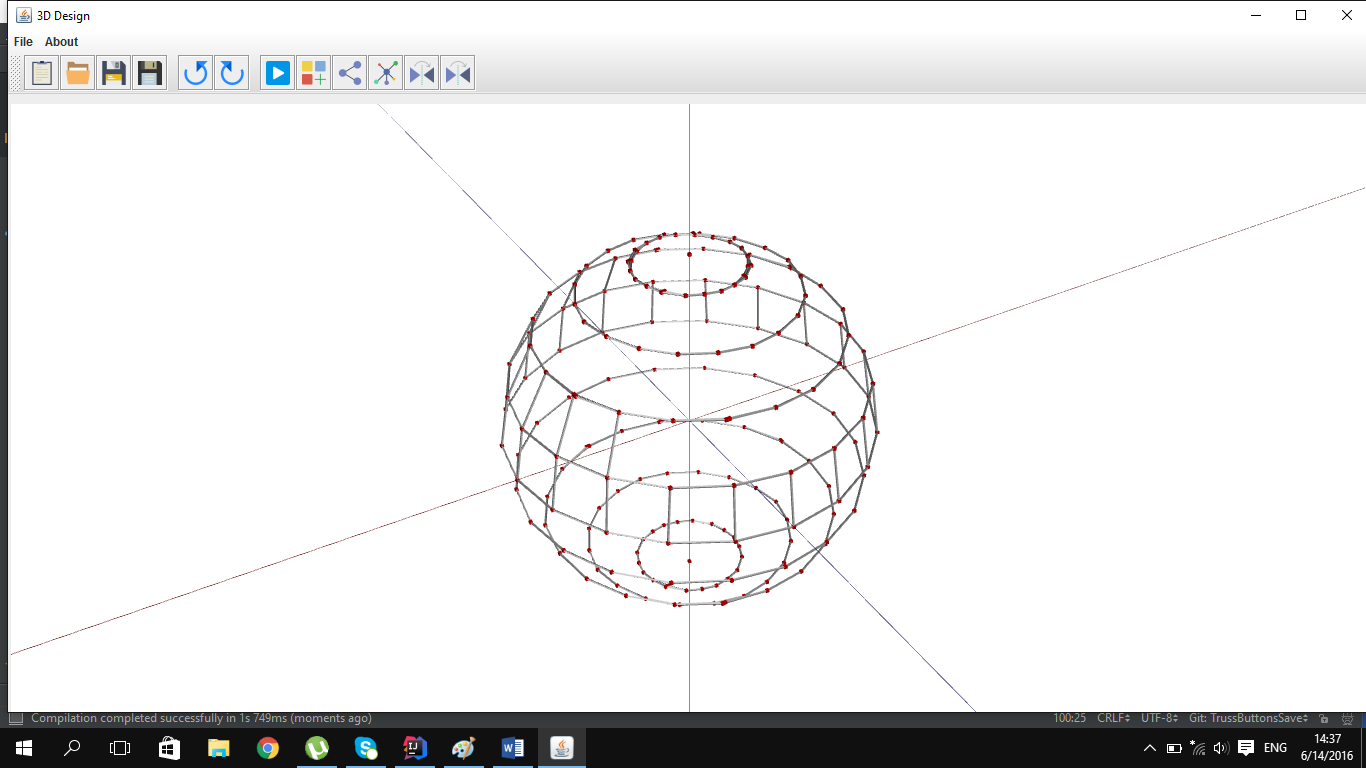 3D Design
File About
Compilation completed successfully in 1s 749ms (moments ago)
100:25 CRLF UTF-8 Git: TrussButtonsSave
ENG
14:37
6/14/2016